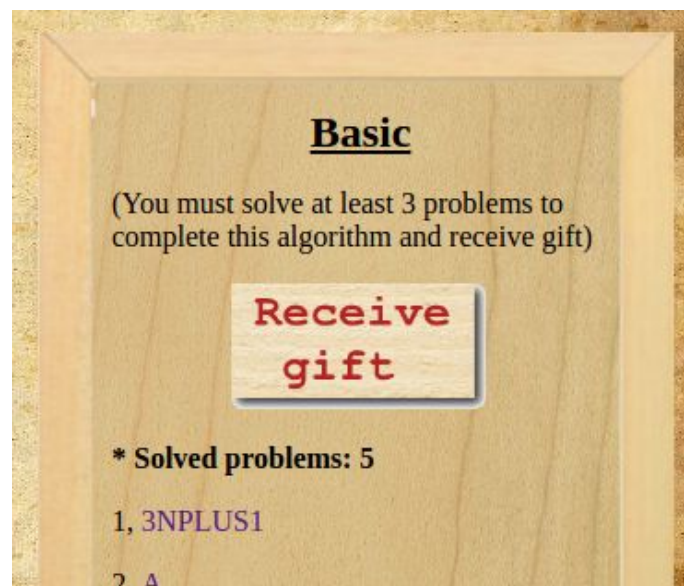 Basic
(You must solve at least 3 problems to
complete this algorithm and receive gift)
Receive
gift
* Solved problems: 5
1, 3NPLUS1
2, A